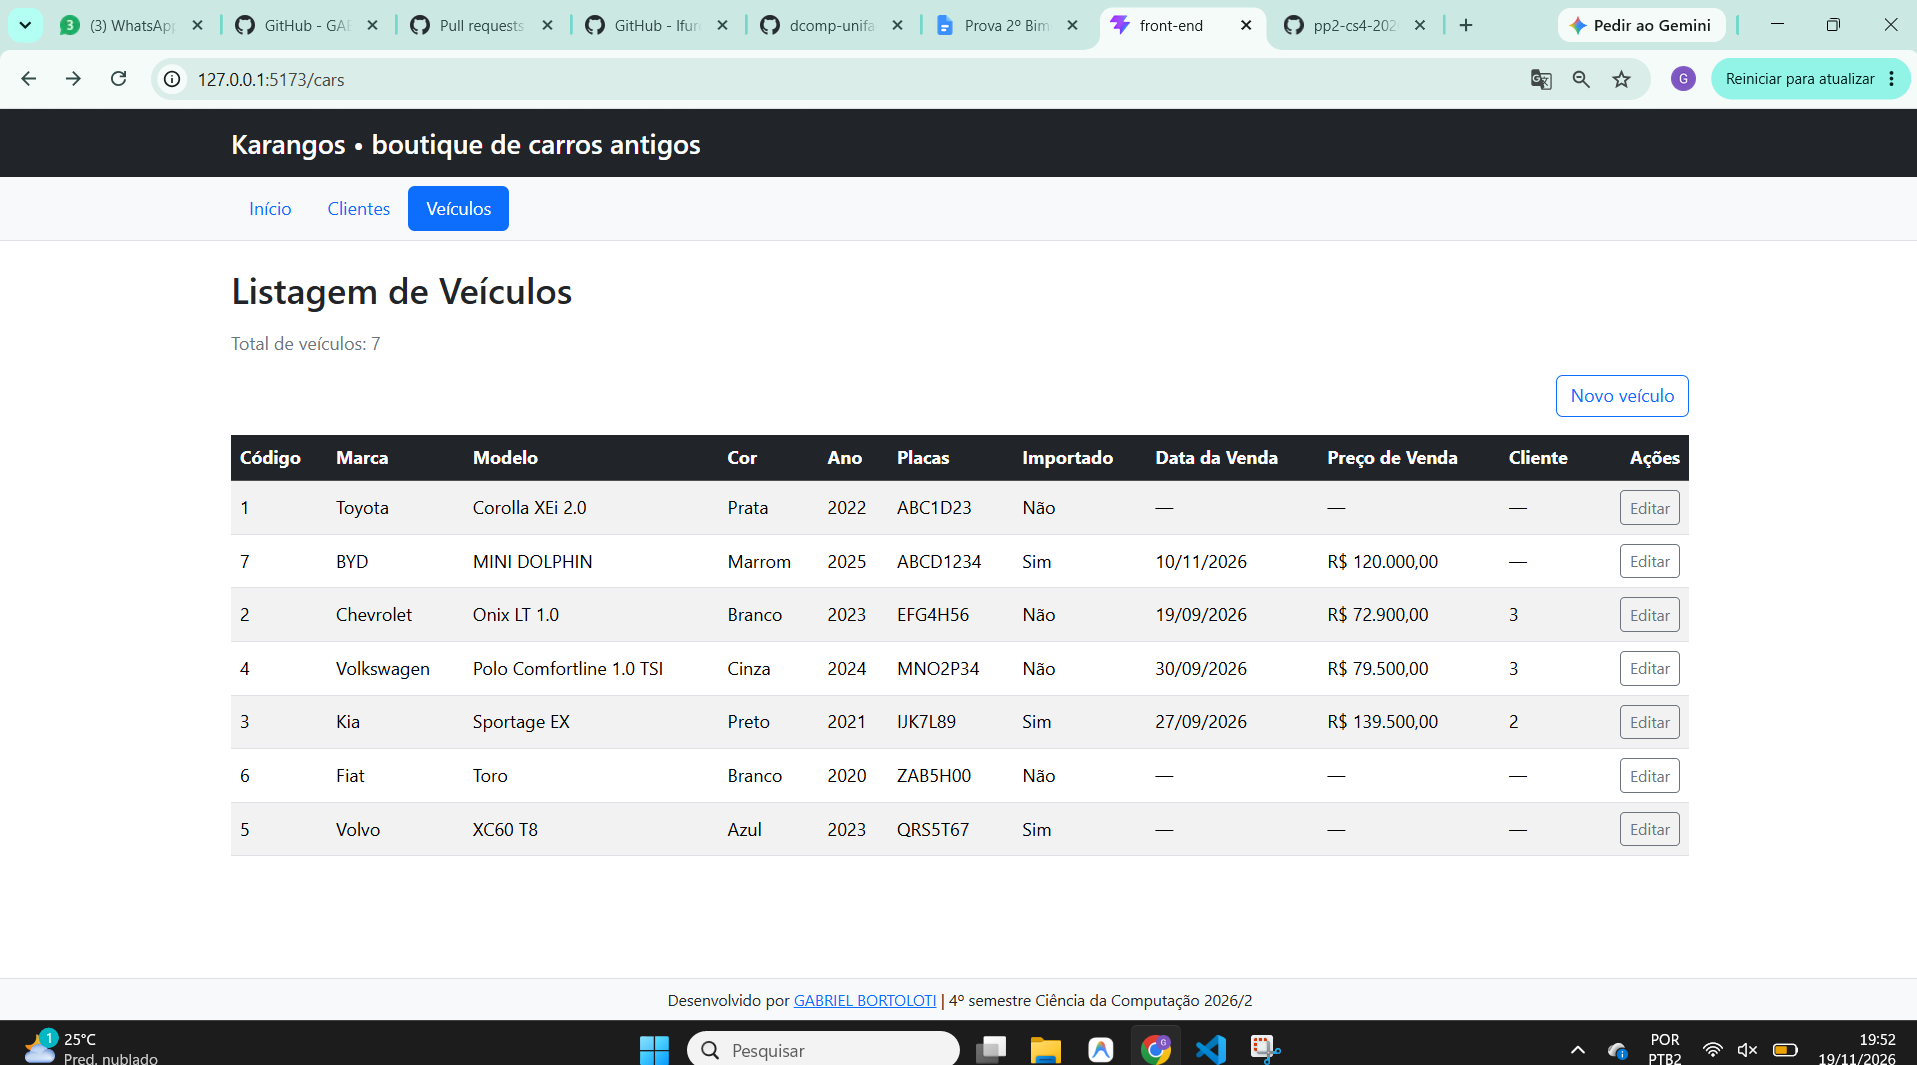 3 (3) WhatsApp
GitHub - GAB
Pull requests
GitHub - lfurc
dcomp-unifa
Prova 2º Bim
front-end
pp2-cs4-202
Pedir ao Gemini
127.0.0.1:5173/cars
G
Reiniciar para atualizar
Karangos • boutique de carros antigos
Início Clientes Veículos
Listagem de Veículos
Total de veículos: 7
Novo veículo
Código Marca Modelo Cor Ano Placas Importado Data da Venda Preço de Venda Cliente Ações
1 Toyota Corolla XEi 2.0 Prata 2022 ABC1D23 Não — — — Editar
7 BYD MINI DOLPHIN Marrom 2025 ABCD1234 Sim 10/11/2026 R$ 120.000,00 — Editar
2 Chevrolet Onix LT 1.0 Branco 2023 EFG4H56 Não 19/09/2026 R$ 72.900,00 3 Editar
4 Volkswagen Polo Comfortline 1.0 TSI Cinza 2024 MNO2P34 Não 30/09/2026 R$ 79.500,00 3 Editar
3 Kia Sportage EX Preto 2021 IJK7L89 Sim 27/09/2026 R$ 139.500,00 2 Editar
6 Fiat Toro Branco 2020 ZAB5H00 Não — — — Editar
5 Volvo XC60 T8 Azul 2023 QRS5T67 Sim — — — Editar
Desenvolvido por GABRIEL BORTOLOTI | 4º semestre Ciência da Computação 2026/2
1 25°C
Pred. nublado
Pesquisar
POR
PTB2
19:52
19/11/2026